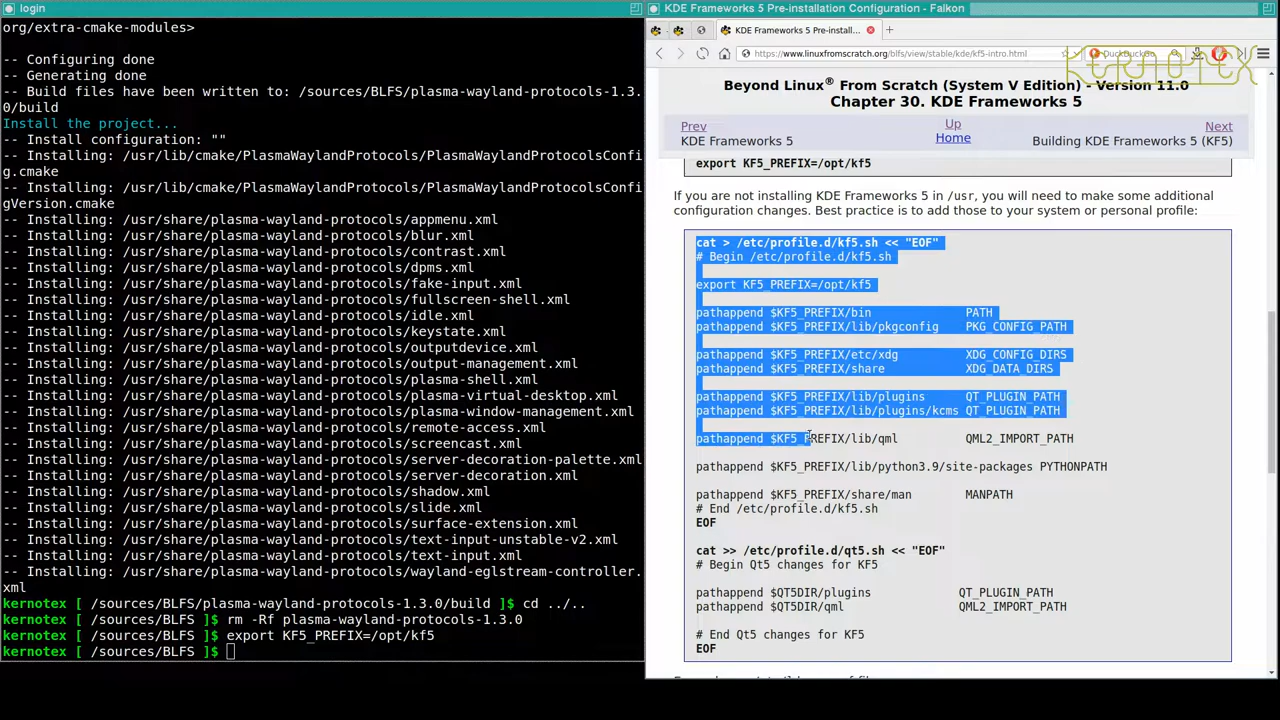 login
org/extra-cmake-modules>
-- Configuring done
-- Generating done
-- Build files have been written to: /sources/BLFS/plasma-wayland-protocols-1.3.
0/build
Install the project...
-- Install configuration: ""
-- Installing: /usr/lib/cmake/PlasmaWaylandProtocols/PlasmaWaylandProtocolsConfi
g.cmake
-- Installing: /usr/lib/cmake/PlasmaWaylandProtocols/PlasmaWaylandProtocolsConfi
gVersion.cmake
-- Installing: /usr/share/plasma-wayland-protocols/appmenu.xml
-- Installing: /usr/share/plasma-wayland-protocols/blur.xml
-- Installing: /usr/share/plasma-wayland-protocols/contrast.xml
-- Installing: /usr/share/plasma-wayland-protocols/dpms.xml
-- Installing: /usr/share/plasma-wayland-protocols/fake-input.xml
-- Installing: /usr/share/plasma-wayland-protocols/fullscreen-shell.xml
-- Installing: /usr/share/plasma-wayland-protocols/idle.xml
-- Installing: /usr/share/plasma-wayland-protocols/keystate.xml
-- Installing: /usr/share/plasma-wayland-protocols/outputdevice.xml
-- Installing: /usr/share/plasma-wayland-protocols/output-management.xml
-- Installing: /usr/share/plasma-wayland-protocols/plasma-shell.xml
-- Installing: /usr/share/plasma-wayland-protocols/plasma-virtual-desktop.xml
-- Installing: /usr/share/plasma-wayland-protocols/plasma-window-management.xml
-- Installing: /usr/share/plasma-wayland-protocols/remote-access.xml
-- Installing: /usr/share/plasma-wayland-protocols/screencast.xml
-- Installing: /usr/share/plasma-wayland-protocols/server-decoration-palette.xml
-- Installing: /usr/share/plasma-wayland-protocols/server-decoration.xml
-- Installing: /usr/share/plasma-wayland-protocols/shadow.xml
-- Installing: /usr/share/plasma-wayland-protocols/slide.xml
-- Installing: /usr/share/plasma-wayland-protocols/surface-extension.xml
-- Installing: /usr/share/plasma-wayland-protocols/text-input-unstable-v2.xml
-- Installing: /usr/share/plasma-wayland-protocols/text-input.xml
-- Installing: /usr/share/plasma-wayland-protocols/wayland-eglstream-controller.
xml
kernotex [ /sources/BLFS/plasma-wayland-protocols-1.3.0/build ]$ cd ../..
kernotex [ /sources/BLFS ]$ rm -Rf plasma-wayland-protocols-1.3.0
kernotex [ /sources/BLFS ]$ export KF5_PREFIX=/opt/kf5
kernotex [ /sources/BLFS ]$
KDE Frameworks 5 Pre-installation Configuration - Falkon
KDE Frameworks 5 Pre-install...
https://www.linuxfromscratch.org/blfs/view/stable/kde/kf5-intro.html
DuckDuckGo
KERNOTEX
Beyond Linux® From Scratch (System V Edition) - Version 11.0
Chapter 30. KDE Frameworks 5
Prev
KDE Frameworks 5
Up
Home
Next
Building KDE Frameworks 5 (KF5)
export KF5_PREFIX=/opt/kf5
If you are not installing KDE Frameworks 5 in /usr, you will need to make some additional
configuration changes. Best practice is to add those to your system or personal profile:
cat > /etc/profile.d/kf5.sh << "EOF"
# Begin /etc/profile.d/kf5.sh
export KF5_PREFIX=/opt/kf5
pathappend $KF5_PREFIX/bin PATH
pathappend $KF5_PREFIX/lib/pkgconfig PKG_CONFIG_PATH
pathappend $KF5_PREFIX/etc/xdg XDG_CONFIG_DIRS
pathappend $KF5_PREFIX/share XDG_DATA_DIRS
pathappend $KF5_PREFIX/lib/plugins QT_PLUGIN_PATH
pathappend $KF5_PREFIX/lib/plugins/kcms QT_PLUGIN_PATH
pathappend $KF5_PREFIX/lib/qml QML2_IMPORT_PATH
pathappend $KF5_PREFIX/lib/python3.9/site-packages PYTHONPATH
pathappend $KF5_PREFIX/share/man MANPATH
# End /etc/profile.d/kf5.sh
EOF
cat >> /etc/profile.d/qt5.sh << "EOF"
# Begin Qt5 changes for KF5
pathappend $QT5DIR/plugins QT_PLUGIN_PATH
pathappend $QT5DIR/qml QML2_IMPORT_PATH
# End Qt5 changes for KF5
EOF